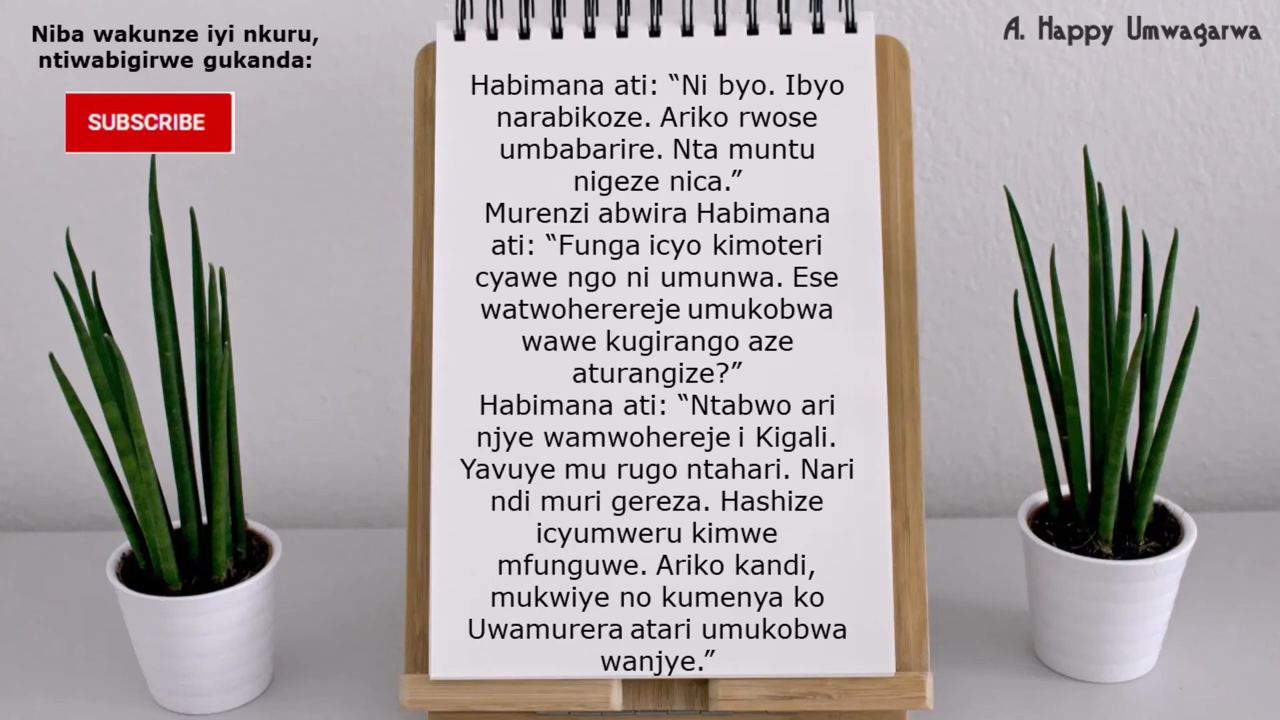 Niba wakunze iyi nkuru,
ntiwabigirwe gukanda:
SUBSCRIBE
A. Happy Umwagarwa
Habimana ati: “Ni byo. Ibyo
narabikoze. Ariko rwose
umbabarire. Nta muntu
nigeze nica.”
Murenzi abwira Habimana
ati: “Funga icyo kimoteri
cyawe ngo ni umunwa. Ese
watwoherereje umukobwa
wawe kugirango aze
aturangize?”
Habimana ati: “Ntabwo ari
njye wamwohereje i Kigali.
Yavuye mu rugo ntahari. Nari
ndi muri gereza. Hashize
icyumweru kimwe
mfunguwe. Ariko kandi,
mukwiye no kumenya ko
Uwamurera atari umukobwa
wanjye.”